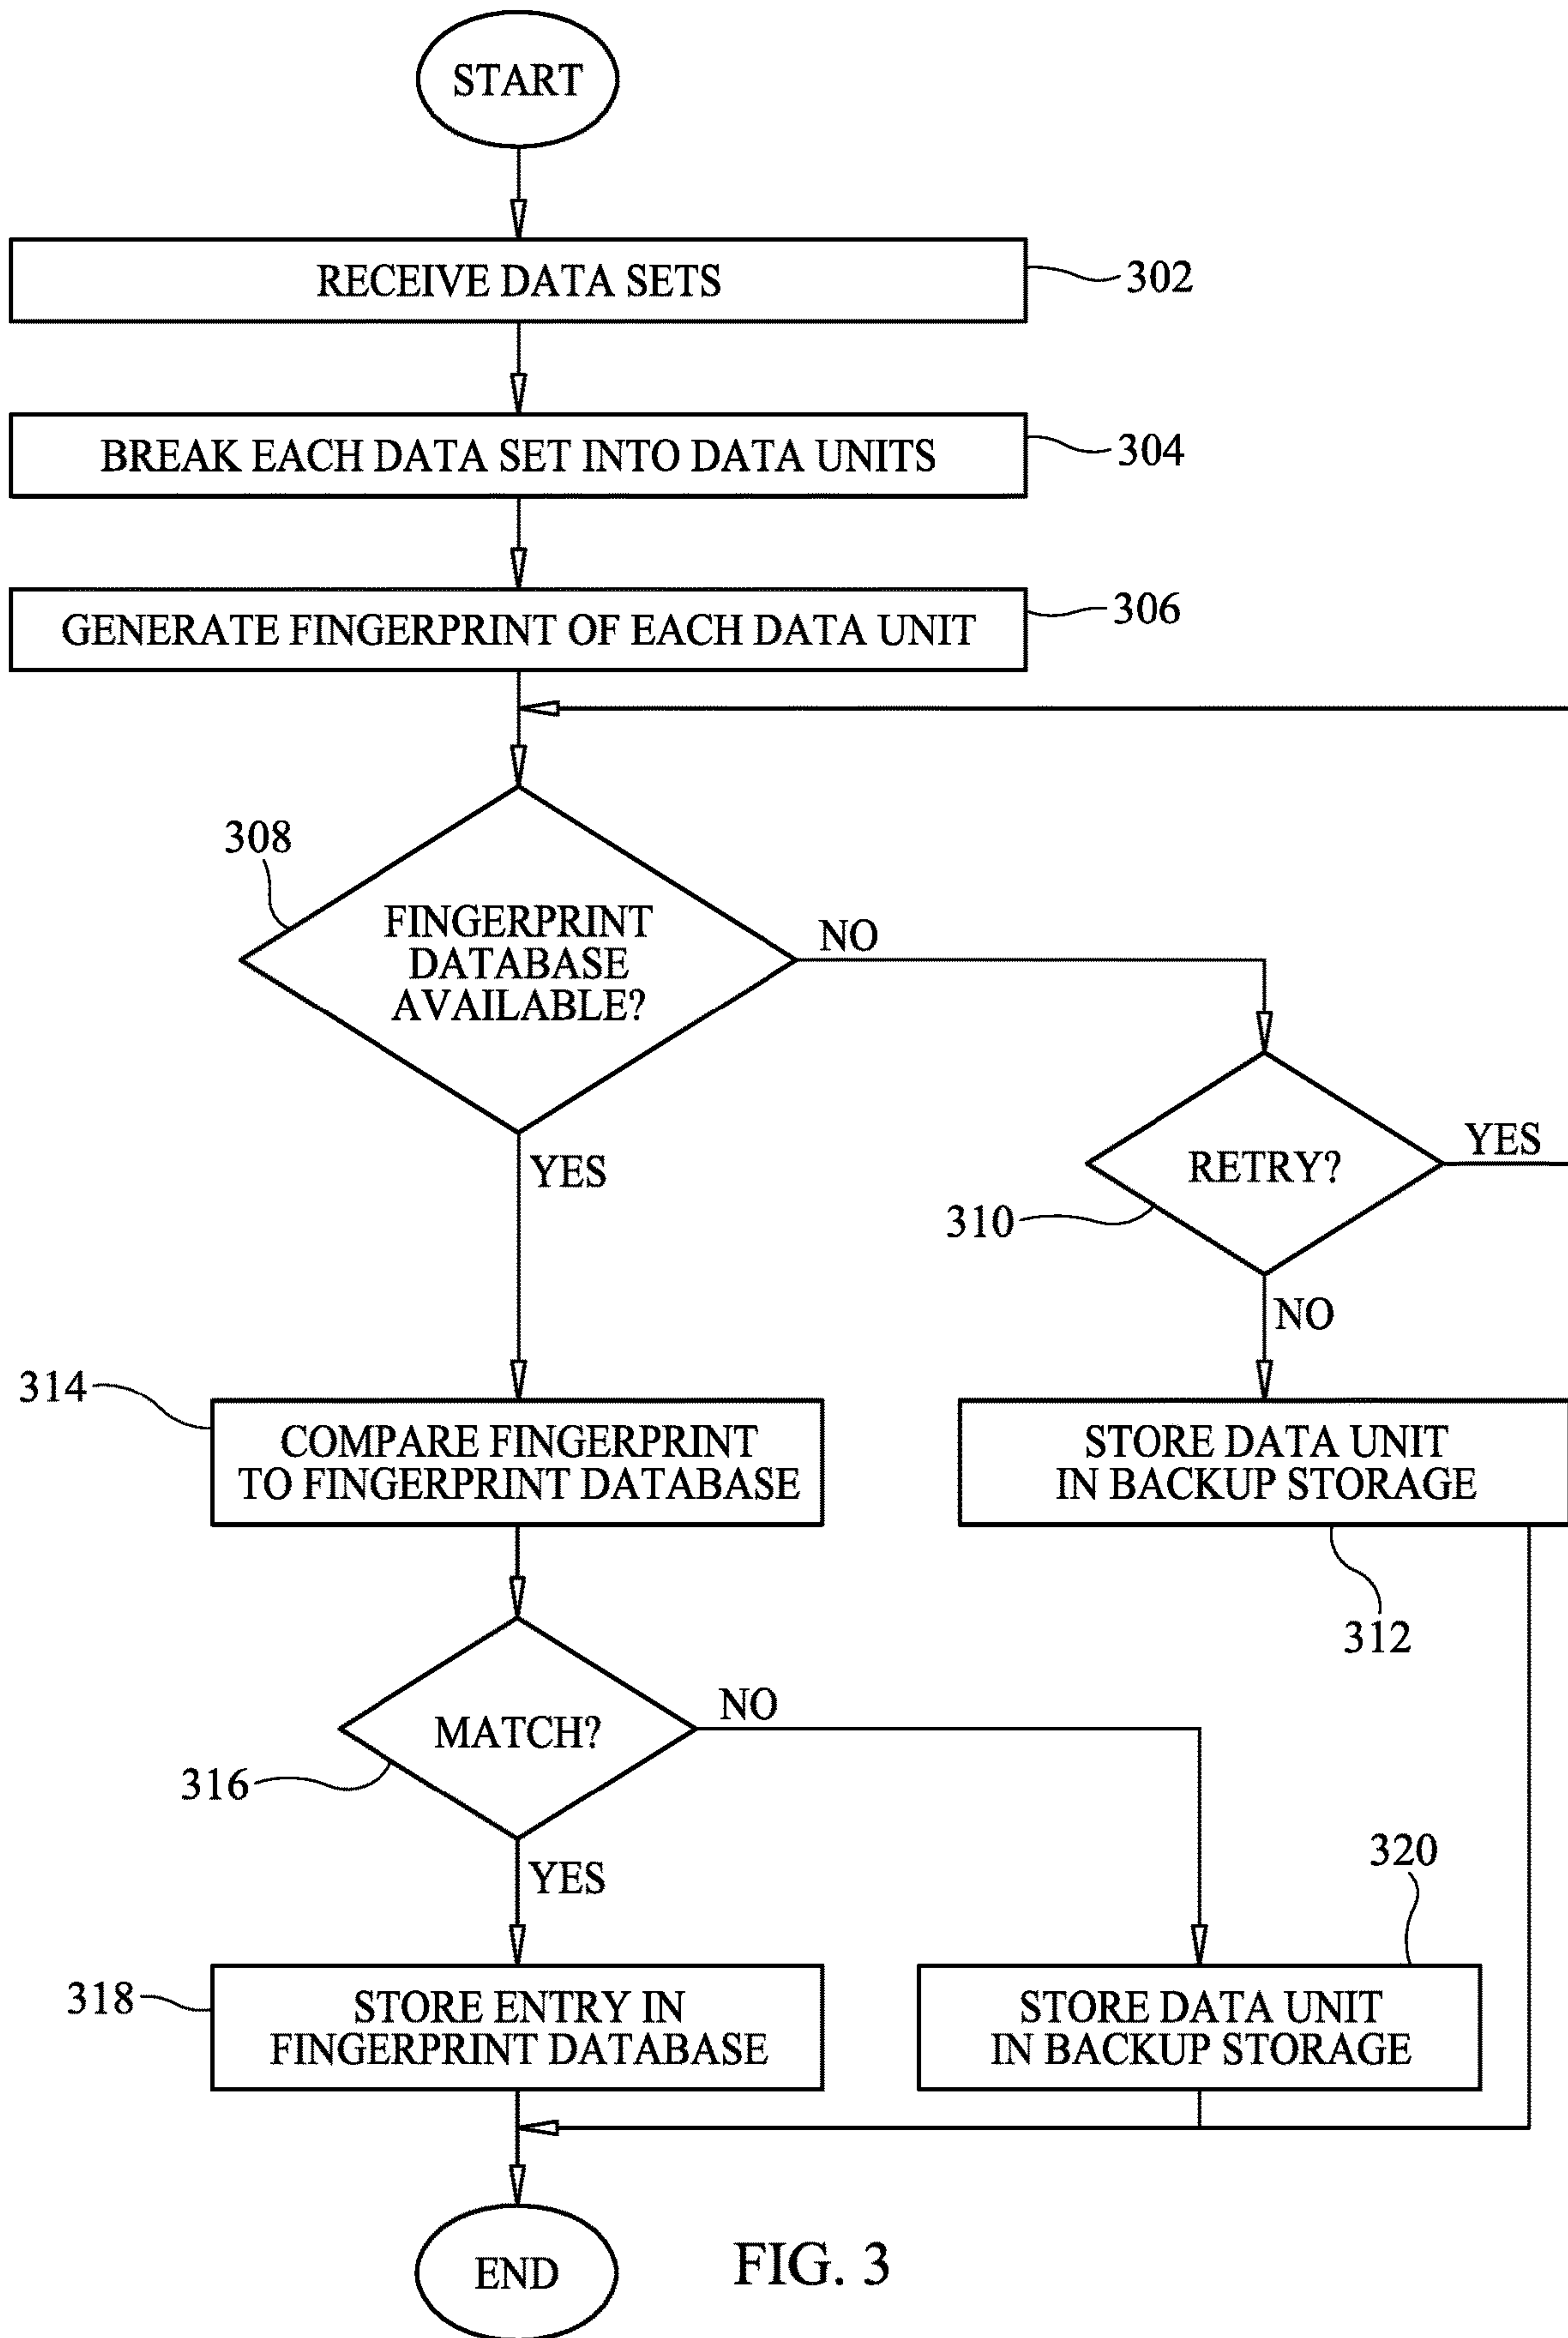 START
RECEIVE DATA SETS
302
BREAK EACH DATA SET INTO DATA UNITS
304
GENERATE FINGERPRINT OF EACH DATA UNIT
306
308
FINGERPRINT
DATABASE
AVAILABLE?
NO
YES
RETRY?
YES
310
NO
314
COMPARE FINGERPRINT
TO FINGERPRINT DATABASE
STORE DATA UNIT
IN BACKUP STORAGE
312
MATCH?
NO
316
YES
320
318
STORE ENTRY IN
FINGERPRINT DATABASE
STORE DATA UNIT
IN BACKUP STORAGE
END
FIG. 3